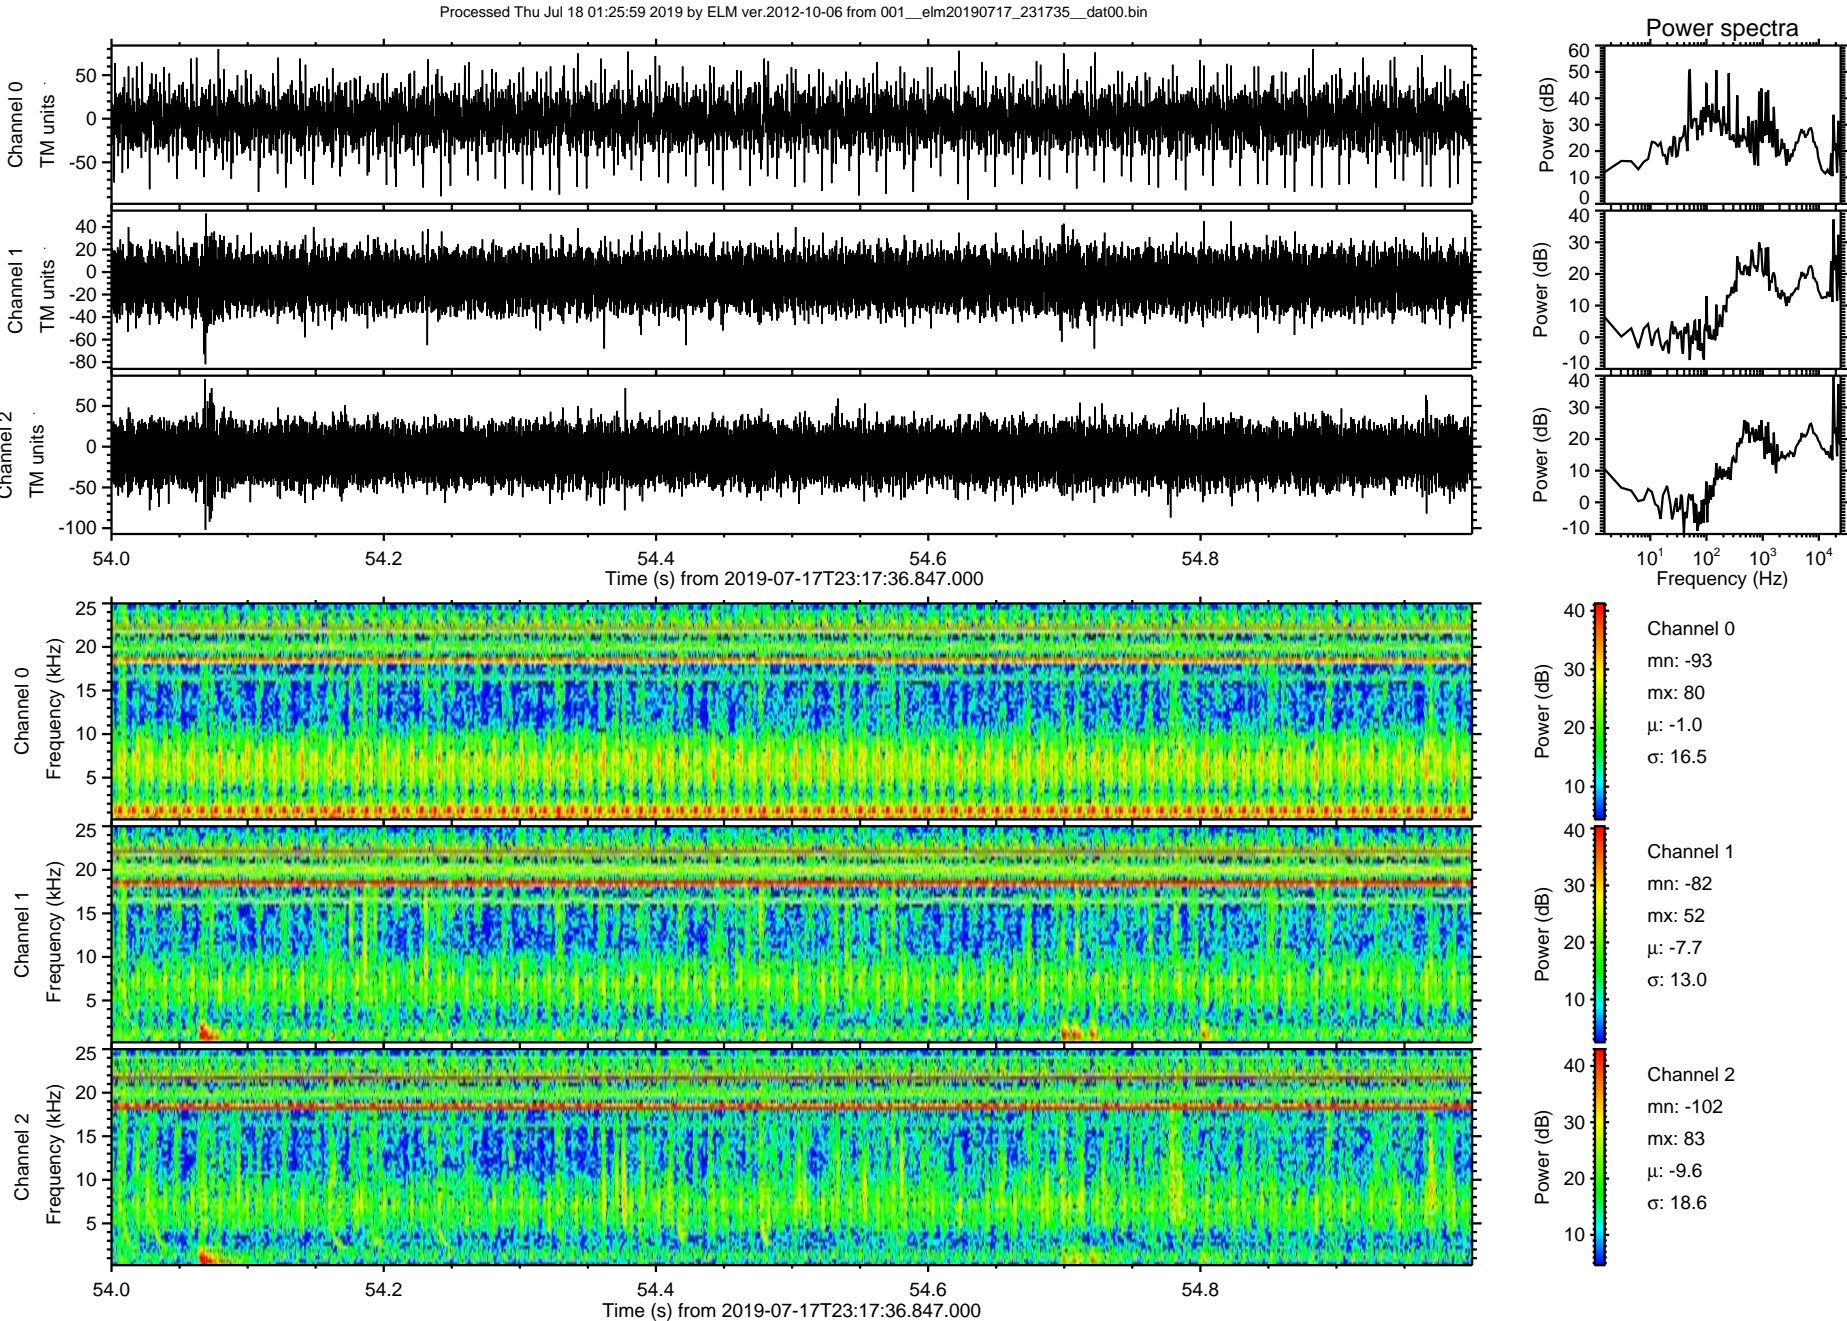 Processed Thu Jul 18 01:25:59 2019 by ELM ver.2012-10-06 from 001__elm20190717_231735__dat00.bin
Power spectra
Channel 0
TM units
50
0
-50
Power (dB)
60
50
40
30
20
10
0
Channel 1
TM units
40
20
0
-20
-40
-60
-80
Power (dB)
40
30
20
10
0
-10
Channel 2
TM units
50
0
-50
-100
Power (dB)
40
30
20
10
0
-10
54.0 54.2 54.4 54.6 54.8
Time (s) from 2019-07-17T23:17:36.847.000
10¹ 10² 10³ 10⁴
Frequency (Hz)
Channel 0
Frequency (kHz)
25
20
15
10
5
Power (dB)
40
30
20
10
Channel 0
mn: -93
mx: 80
μ: -1.0
σ: 16.5
Channel 1
Frequency (kHz)
25
20
15
10
5
Power (dB)
40
30
20
10
Channel 1
mn: -82
mx: 52
μ: -7.7
σ: 13.0
Channel 2
Frequency (kHz)
25
20
15
10
5
Power (dB)
40
30
20
10
Channel 2
mn: -102
mx: 83
μ: -9.6
σ: 18.6
54.0 54.2 54.4 54.6 54.8
Time (s) from 2019-07-17T23:17:36.847.000